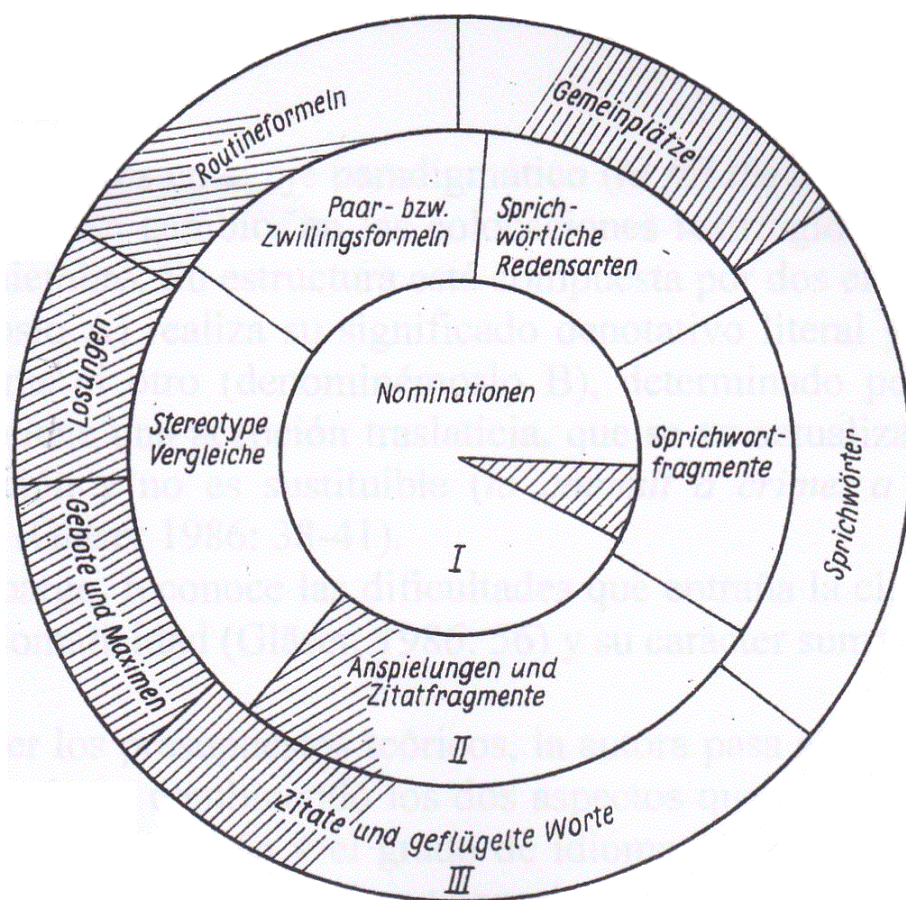 Routineformeln
Gemeinplätze
Paar- bzw.
Zwillingsformeln
Sprich-
wörtliche
Redensarten
Losungen
Stereotype
Vergleiche
Nominationen
Sprichwort-
fragmente
Sprichwörter
Gebote und Maximen
I
Anspielungen und
Zitatfragmente
II
Zitate und geflügelte Worte
III